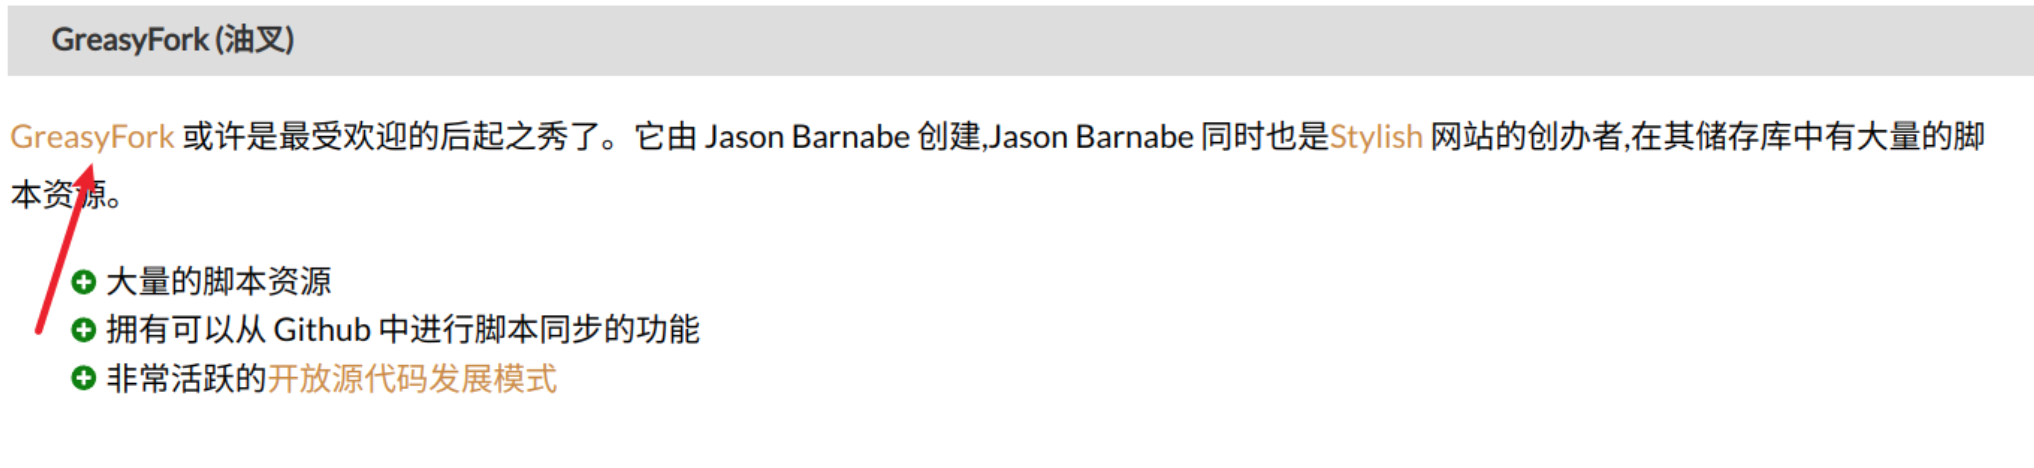 GreasyFork (油叉)
GreasyFork 或许是最受欢迎的后起之秀了。它由 Jason Barnabe 创建,Jason Barnabe 同时也是Stylish 网站的创办者,在其储存库中有大量的脚
本资源。
大量的脚本资源
拥有可以从 Github 中进行脚本同步的功能
非常活跃的开放源代码发展模式